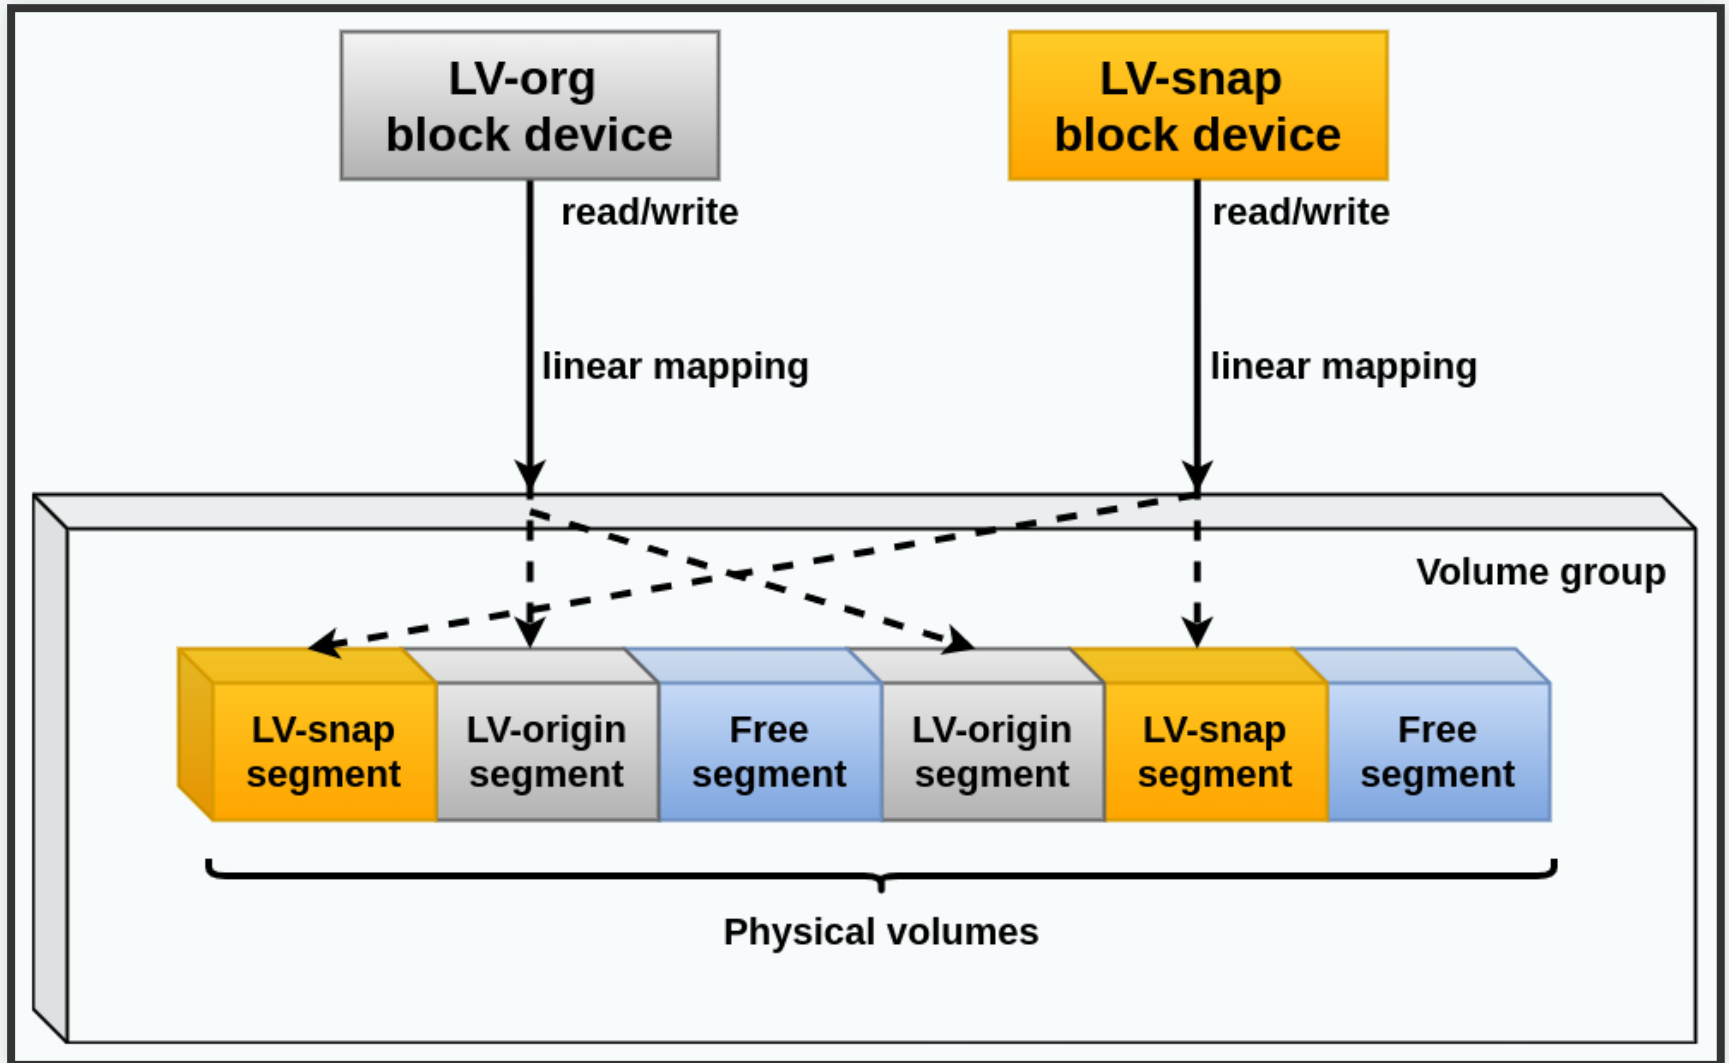 LV-org
block device
LV-snap
block device
read/write
read/write
linear mapping
linear mapping
Volume group
LV-snap
segment
LV-origin
segment
Free
segment
LV-origin
segment
LV-snap
segment
Free
segment
Physical volumes